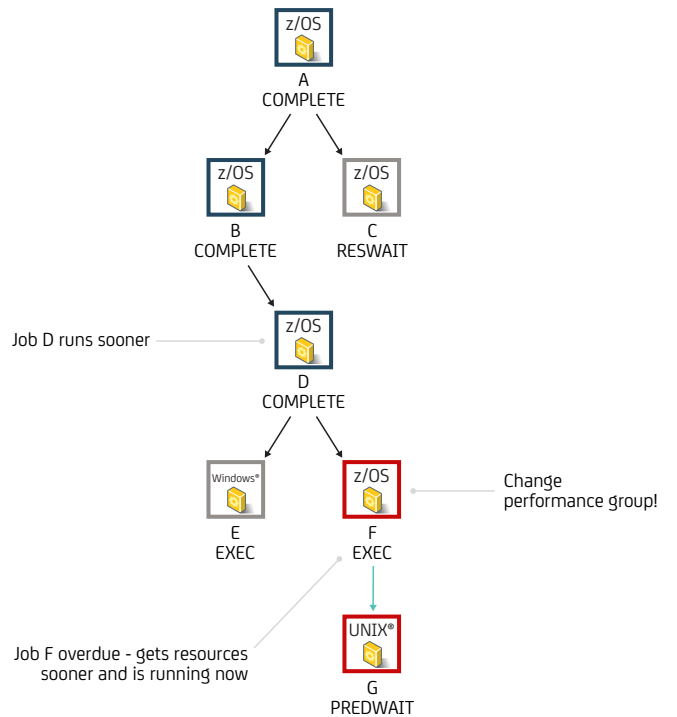 z/OS
A
COMPLETE
z/OS
B
COMPLETE
z/OS
C
RESWAIT
Job D runs sooner
z/OS
D
COMPLETE
Windows®
E
EXEC
z/OS
F
EXEC
Change
performance group!
Job F overdue - gets resources
sooner and is running now
UNIX®
G
PREDWAIT